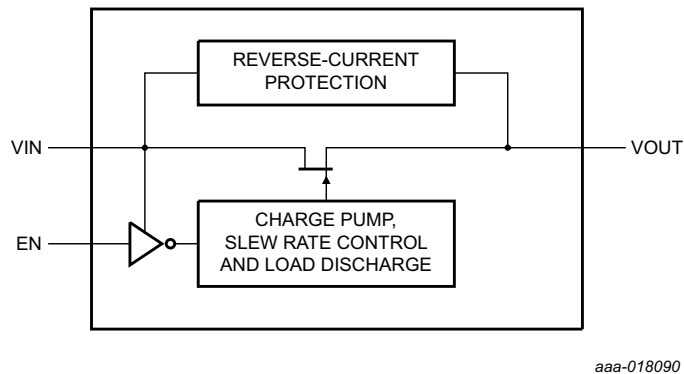 REVERSE-CURRENT
PROTECTION
VIN
VOUT
EN
CHARGE PUMP,
SLEW RATE CONTROL
AND LOAD DISCHARGE
aaa-018090